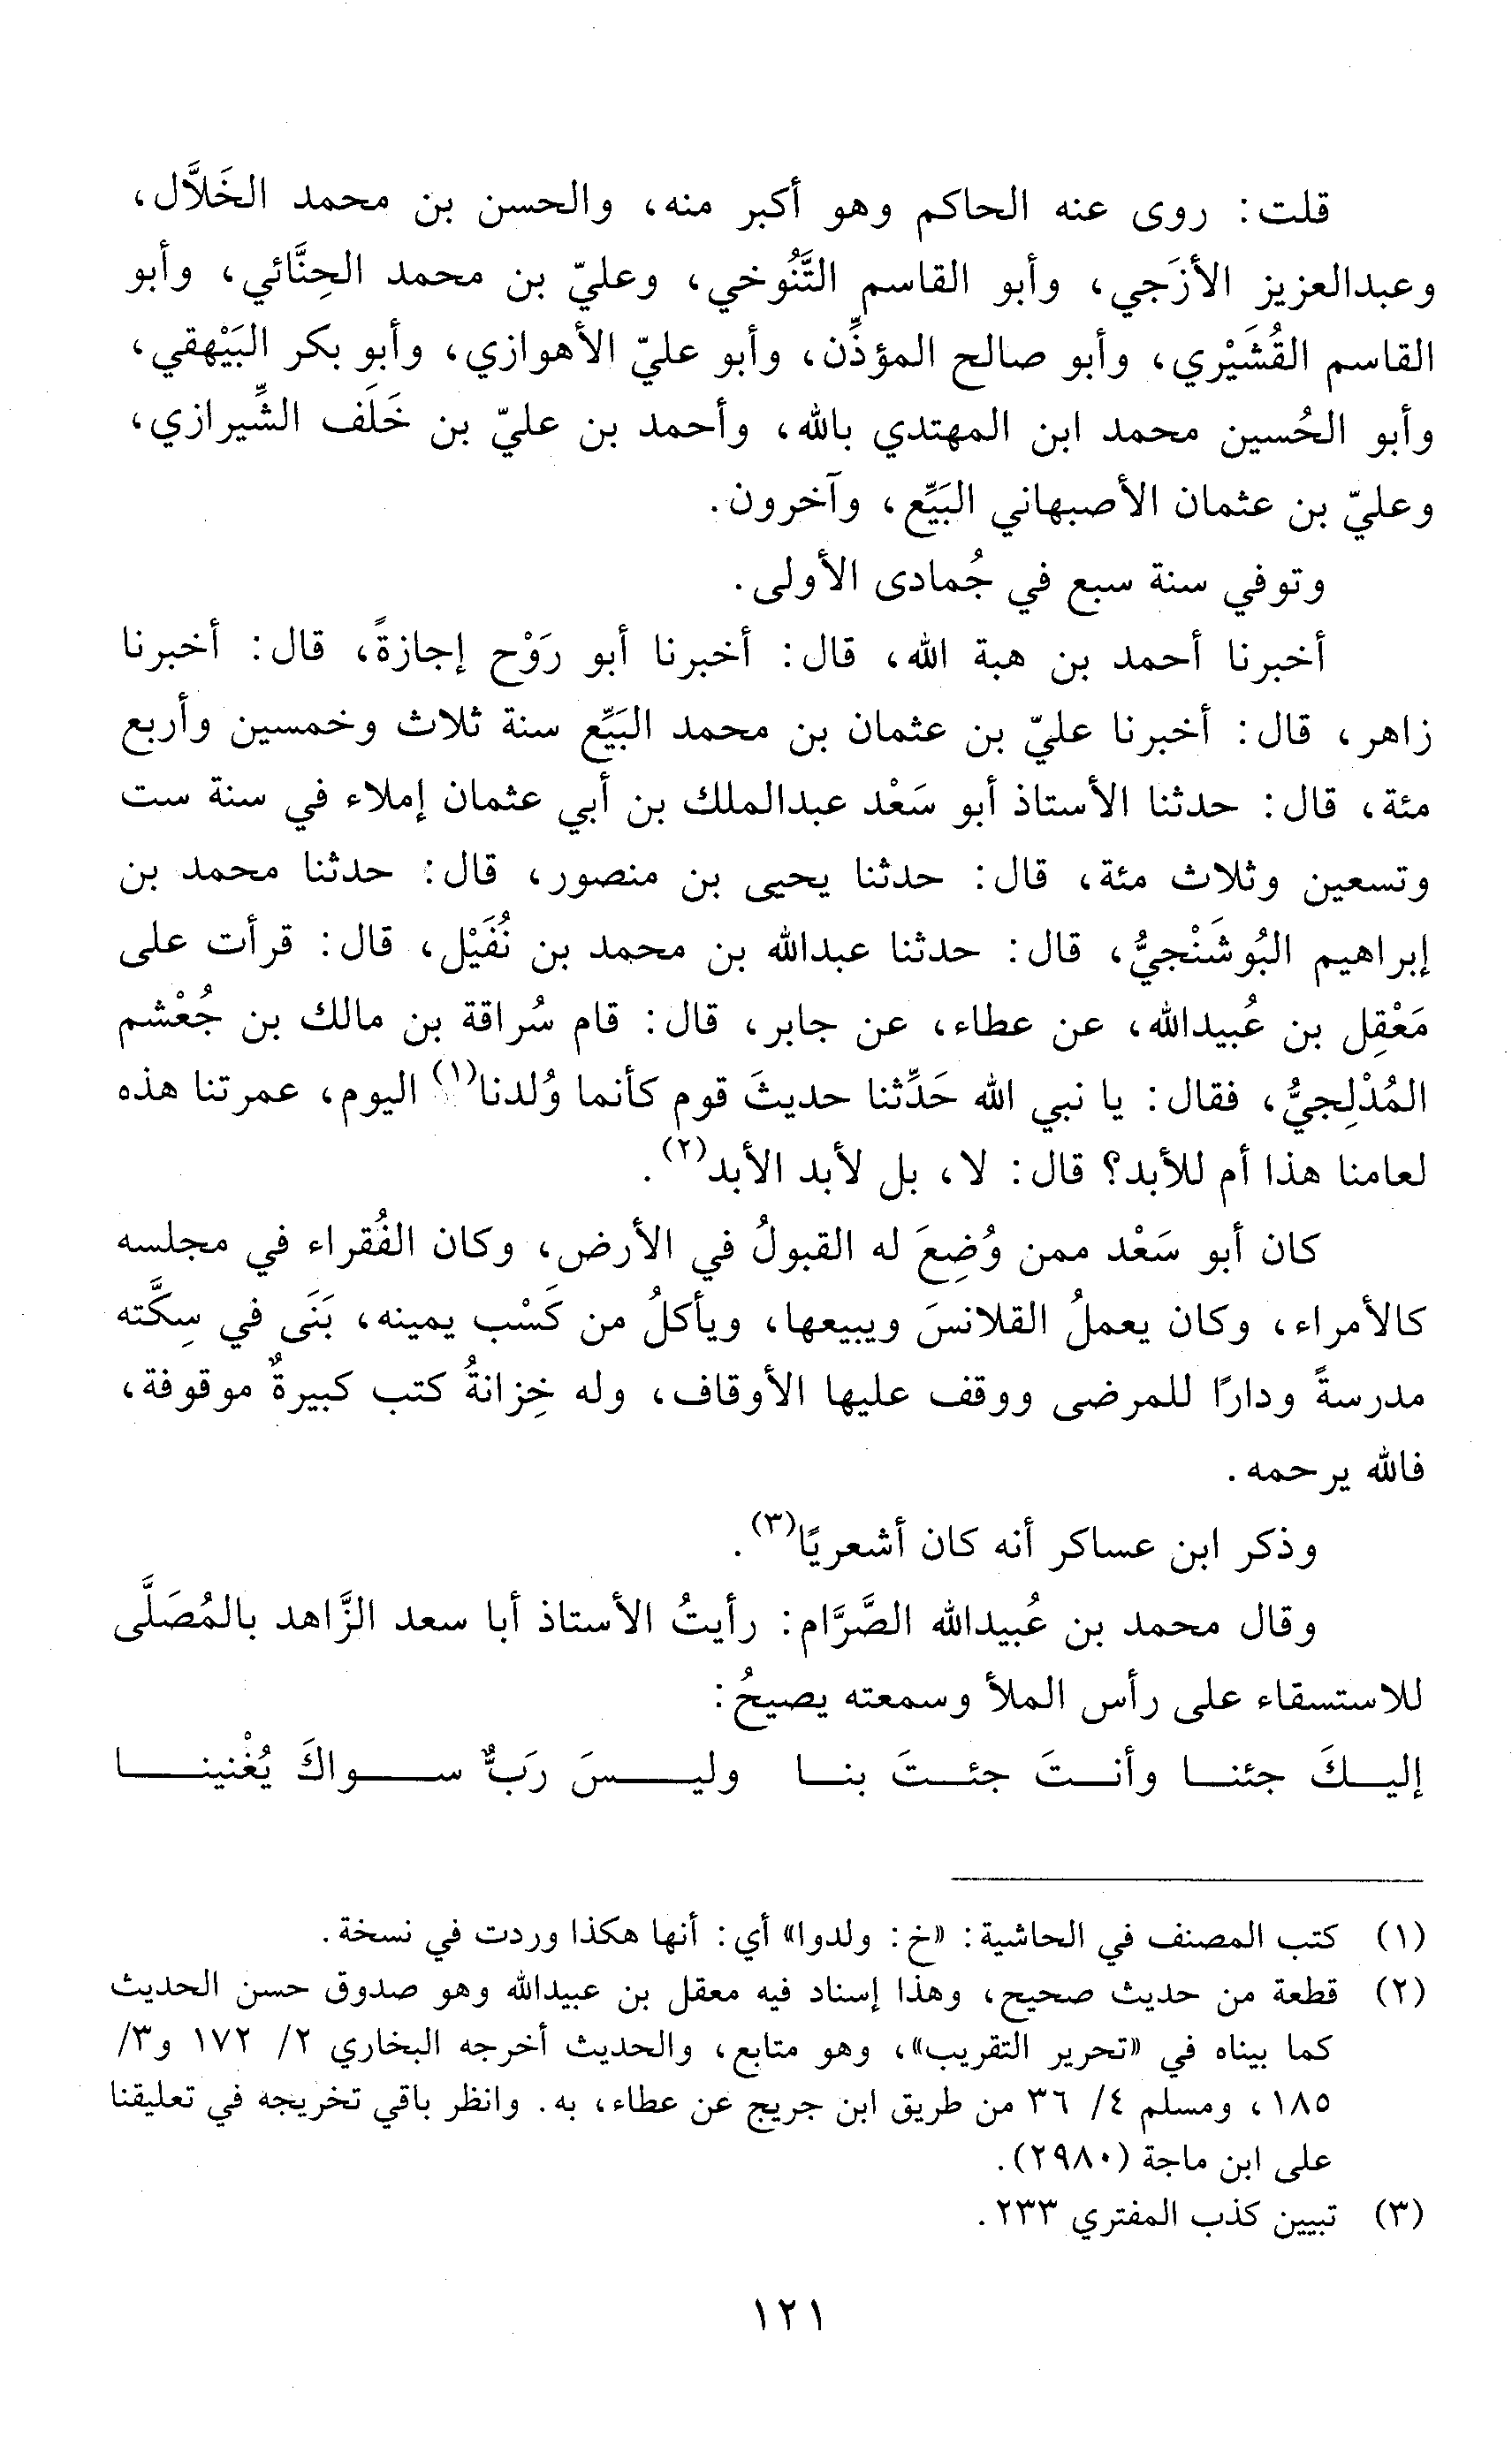 قلت: روى عنه الحاكم وهو أكبر منه، والحسن بن محمد الخَلاَّل،
وعبدالعزيز الأزَجي، وأبو القاسم التَّنُوخي، وعليّ بن محمد الحِنَّائي، وأبو
القاسم القُشَيْري، وأبو صالح المؤذِّن، وأبو عليّ الأهوازي، وأبو بكر البَيْهقي،
وأبو الحُسين محمد ابن المهتدي بالله، وأحمد بن عليّ بن خَلَف الشِّيرازي،
وعليّ بن عثمان الأصبهاني البَيِّع، وآخرون.
وتوفي سنة سبع في جُمادى الأولى.
أخبرنا أحمد بن هبة الله، قال: أخبرنا أبو رَوْح إجازةً، قال: أخبرنا
زاهر، قال: أخبرنا عليّ بن عثمان بن محمد البَيِّع سنة ثلاث وخمسين وأربع
مئة، قال: حدثنا الأستاذ أبو سَعْد عبدالملك بن أبي عثمان إملاء في سنة ست
وتسعين وثلاث مئة، قال: حدثنا يحيى بن منصور، قال: حدثنا محمد بن
إبراهيم البُوشَنْجيُّ، قال: حدثنا عبدالله بن محمد بن نُفَيْل، قال: قرأت على
مَعْقِل بن عُبيدالله، عن عطاء، عن جابر، قال: قام سُراقة بن مالك بن جُعْشم
المُدْلِجيُّ، فقال: يا نبي الله حَدِّثنا حديثَ قوم كأنما وُلدنا(١) اليوم، عمرتنا هذه
لعامنا هذا أم للأبد؟ قال: لا، بل لأبد الأبد(٢).
كان أبو سَعْد ممن وُضِعَ له القبولُ في الأرض، وكان الفُقراء في مجلسه
كالأمراء، وكان يعملُ القلانسَ ويبيعها، ويأكلُ من كَسْب يمينه، بَنَى في سِكَّته
مدرسةً ودارًا للمرضى ووقف عليها الأوقاف، وله خِزانةُ كتب كبيرةٌ موقوفة،
فالله يرحمه.
وذكر ابن عساكر أنه كان أشعريًا(٣).
وقال محمد بن عُبيدالله الصَّرَّام: رأيتُ الأستاذ أبا سعد الزَّاهد بالمُصَلَّى
للاستسقاء على رأس الملأ وسمعته يصيحُ:
إليكَ جئنا وأنتَ جئتَ بنا وليسَ رَبٌّ سواكَ يُغْنينا
(١) كتب المصنف في الحاشية: «خ: ولدوا» أي: أنها هكذا وردت في نسخة.
(٢) قطعة من حديث صحيح، وهذا إسناد فيه معقل بن عبيدالله وهو صدوق حسن الحديث
كما بيناه في «تحرير التقريب»، وهو متابع، والحديث أخرجه البخاري ٢/ ١٧٢ و٣/
١٨٥، ومسلم ٤/ ٣٦ من طريق ابن جريج عن عطاء، به. وانظر باقي تخريجه في تعليقنا
على ابن ماجة (٢٩٨٠).
(٣) تبيين كذب المفتري ٢٣٣.
١٢١